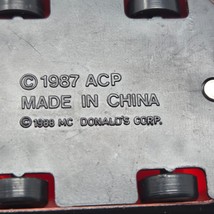 © 1987 ACP
MADE IN CHINA
© 1988 MC DONALD'S CORP.